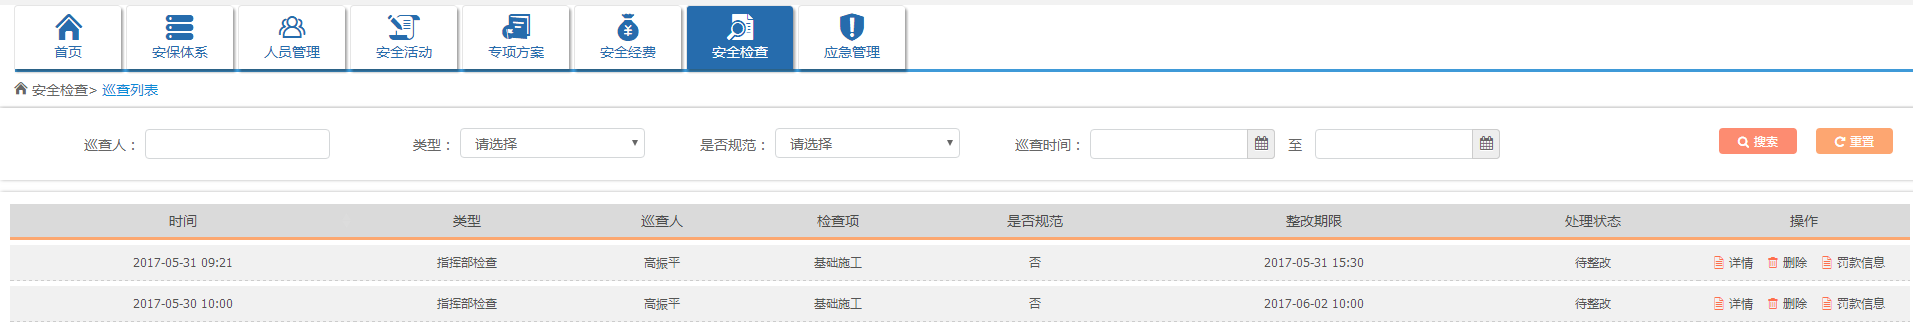 首页 安保体系 人员管理 安全活动 专项方案 安全经费 安全检查 应急管理
安全检查> 巡查列表
巡查人： 类型： 请选择 是否规范： 请选择 巡查时间： 至 搜索 重置
时间 类型 巡查人 检查项 是否规范 整改期限 处理状态 操作
2017-05-31 09:21 指挥部检查 高振平 基础施工 否 2017-05-31 15:30 待整改 详情 删除 罚款信息
2017-05-30 10:00 指挥部检查 高振平 基础施工 否 2017-06-02 10:00 待整改 详情 删除 罚款信息